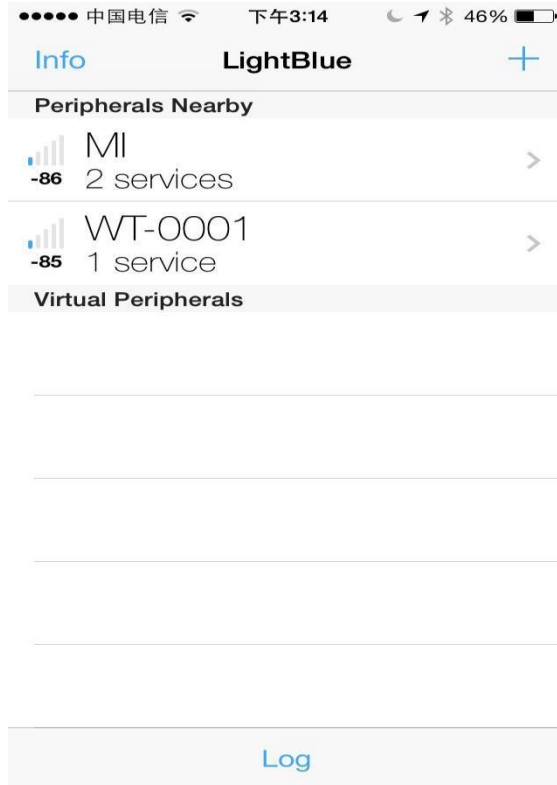 中国电信 下午3:14 46%
Info LightBlue +
Peripherals Nearby
MI
-86 2 services
WT-0001
-85 1 service
Virtual Peripherals
Log